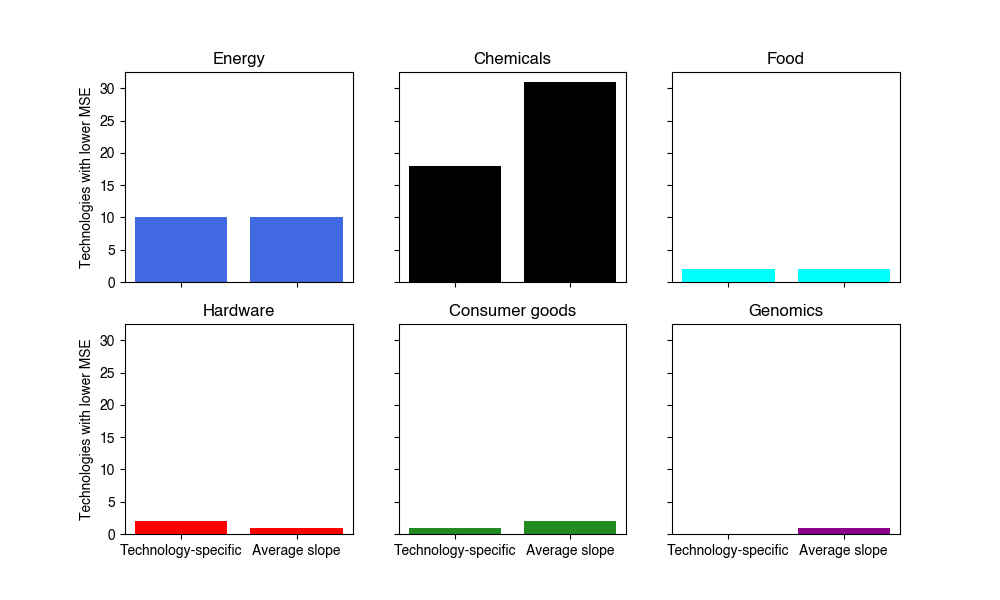 Energy
Chemicals
Food
Technologies with lower MSE
30
25
20
15
10
5
0
Hardware
Consumer goods
Genomics
Technologies with lower MSE
30
25
20
15
10
5
0
Technology-specific Average slope
Technology-specific Average slope
Technology-specific Average slope